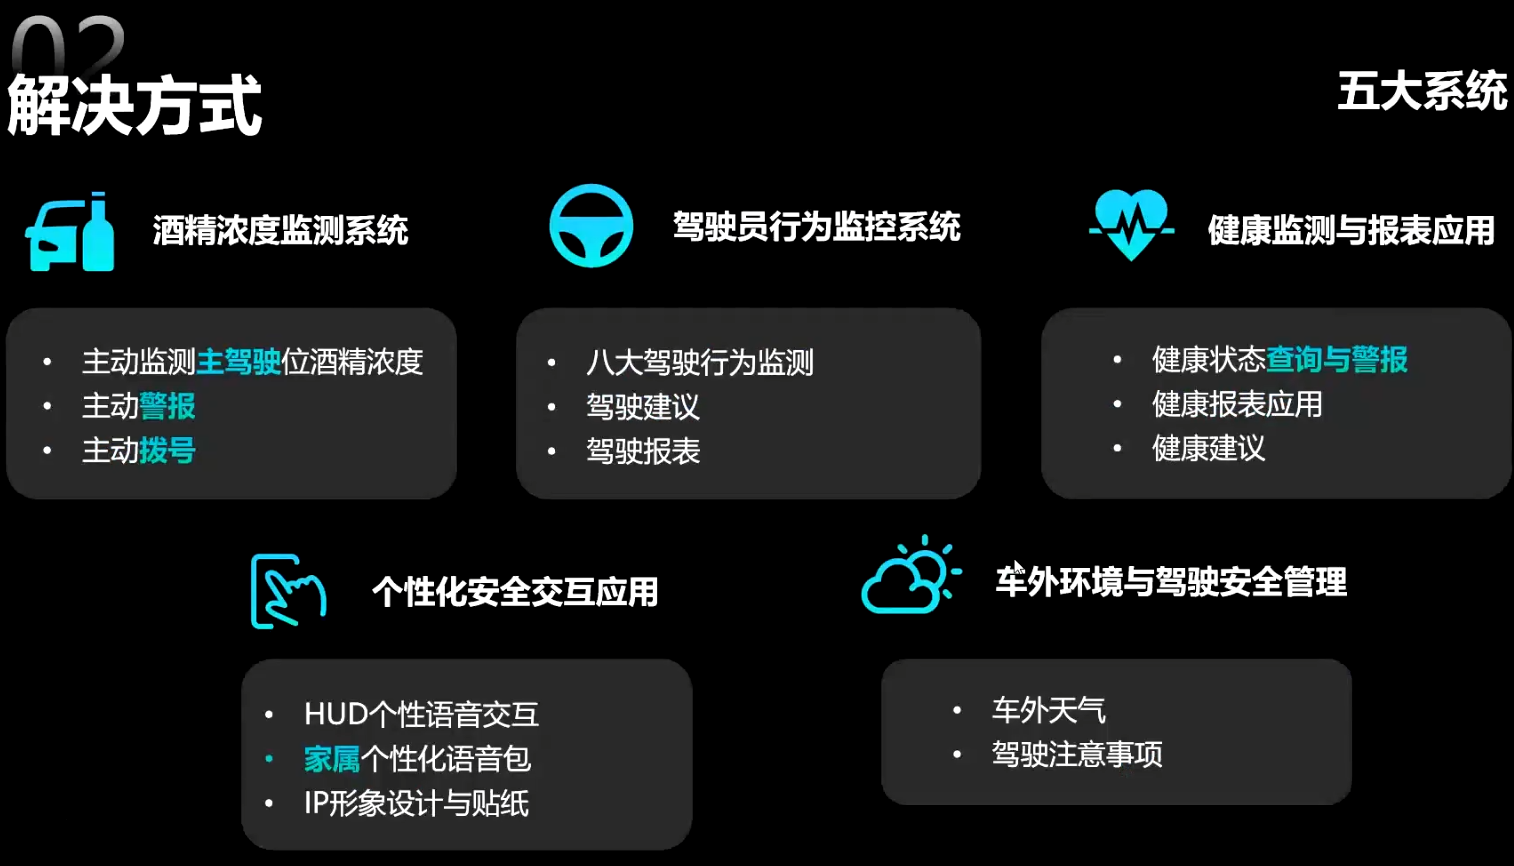 02
解决方式
五大系统
酒精浓度监测系统
主动监测主驾驶位酒精浓度
主动警报
主动拨号
驾驶员行为监控系统
八大驾驶行为监测
驾驶建议
驾驶报表
健康监测与报表应用
健康状态查询与警报
健康报表应用
健康建议
个性化安全交互应用
HUD个性语音交互
家属个性化语音包
IP形象设计与贴纸
车外环境与驾驶安全管理
车外天气
驾驶注意事项